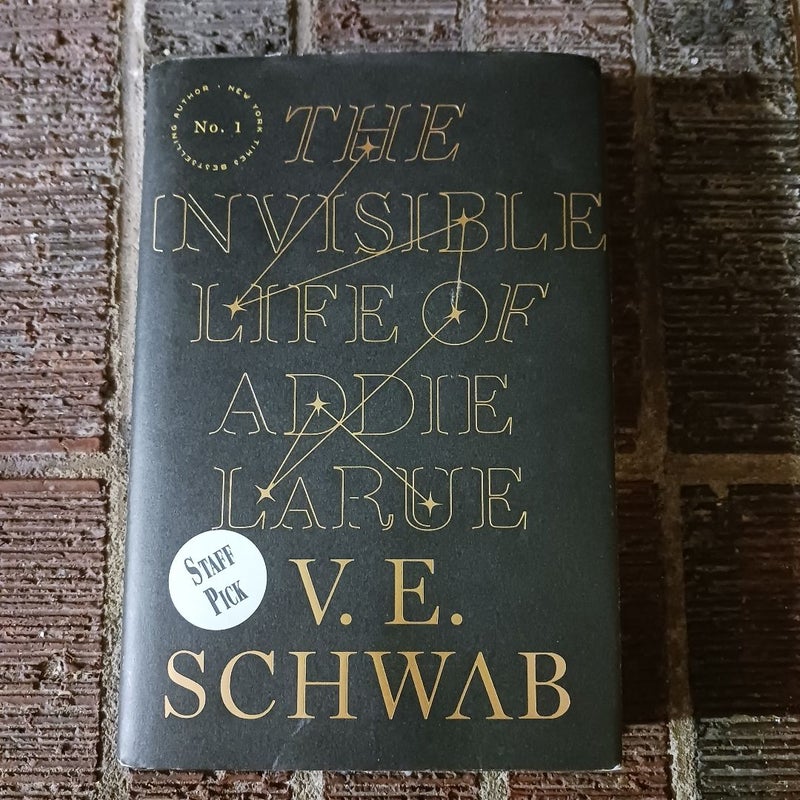 No. 1
NEW YORK TIMES BESTSELLING AUTHOR •
THE
INVISIBLE
LIFE OF
ADDIE
LARUE
STAFF
PICK
V. E.
SCHWAB